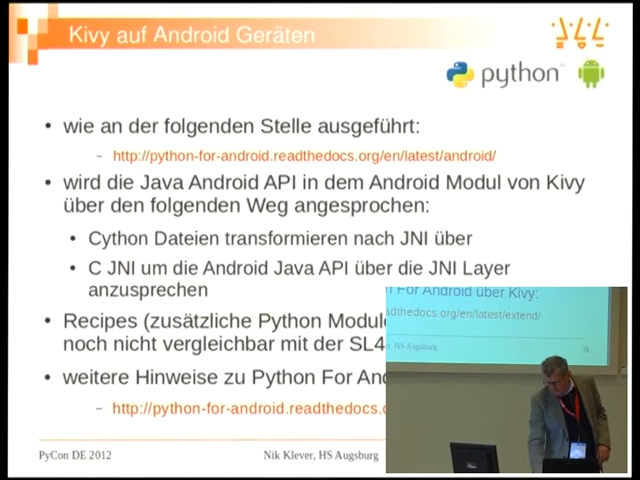 Kivy auf Android Geräten
python
• wie an der folgenden Stelle ausgeführt:
– http://python-for-android.readthedocs.org/en/latest/android/
• wird die Java Android API in dem Android Modul von Kivy
über den folgenden Weg angesprochen:
• Cython Dateien transformieren nach JNI über
• C JNI um die Android Java API über die JNI Layer
anzusprechen
• Recipes (zusätzliche Python Module
noch nicht vergleichbar mit der SL4
• weitere Hinweise zu Python For And
– http://python-for-android.readthedocs.o
PyCon DE 2012
Nik Klever, HS Augsburg
For Android über Kivy:
adthedocs.org/en/latest/extend/
er, HS Augsburg